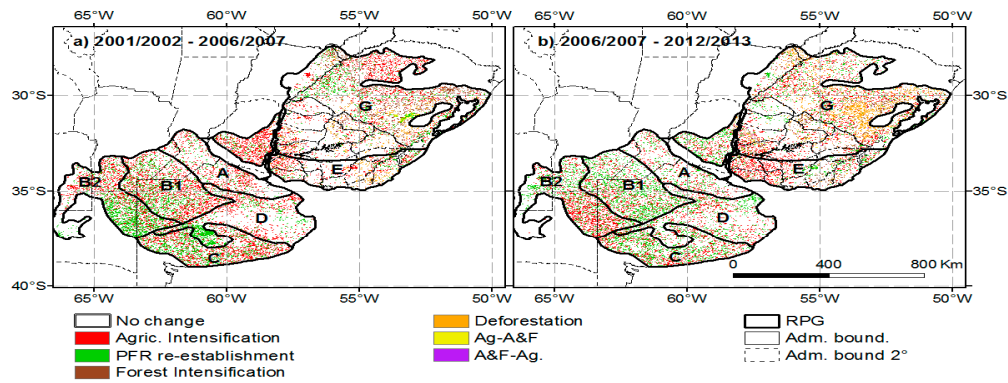 65°W 60°W 55°W 50°W 65°W 60°W 55°W 50°W
a) 2001/2002 - 2006/2007 b) 2006/2007 - 2012/2013
30°S G G 30°S
B2 A E B2 A E
35°S B1 B1 35°S
D D
C C
0 400 800 Km
40°S 40°S
65°W 60°W 55°W 50°W 65°W 60°W 55°W 50°W
No change Deforestation RPG
Agric. Intensification Ag-A&F Adm. bound.
PFR re-establishment A&F-Ag. Adm. bound 2°
Forest Intensification